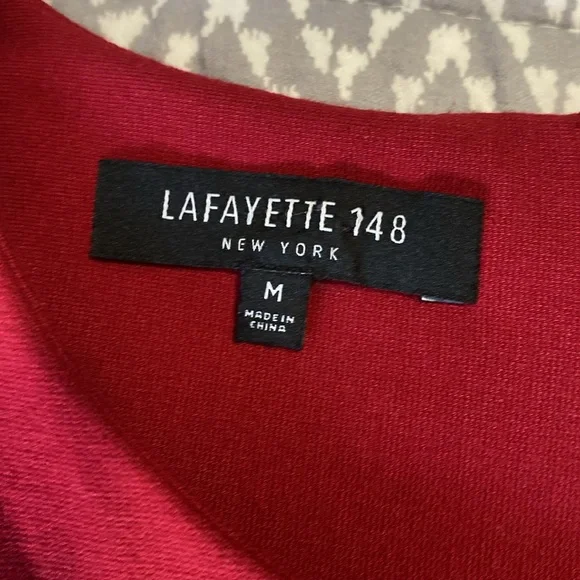 LAFAYETTE 148
NEW YORK
M
MADE IN
CHINA